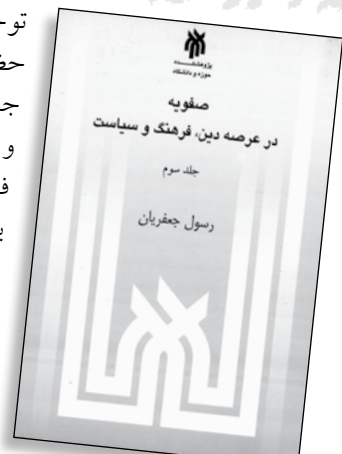 پژوهشکده
حوزه و دانشگاه
صفویه
در عرصه دین، فرهنگ و سیاست
جلد سوم
رسول جعفریان